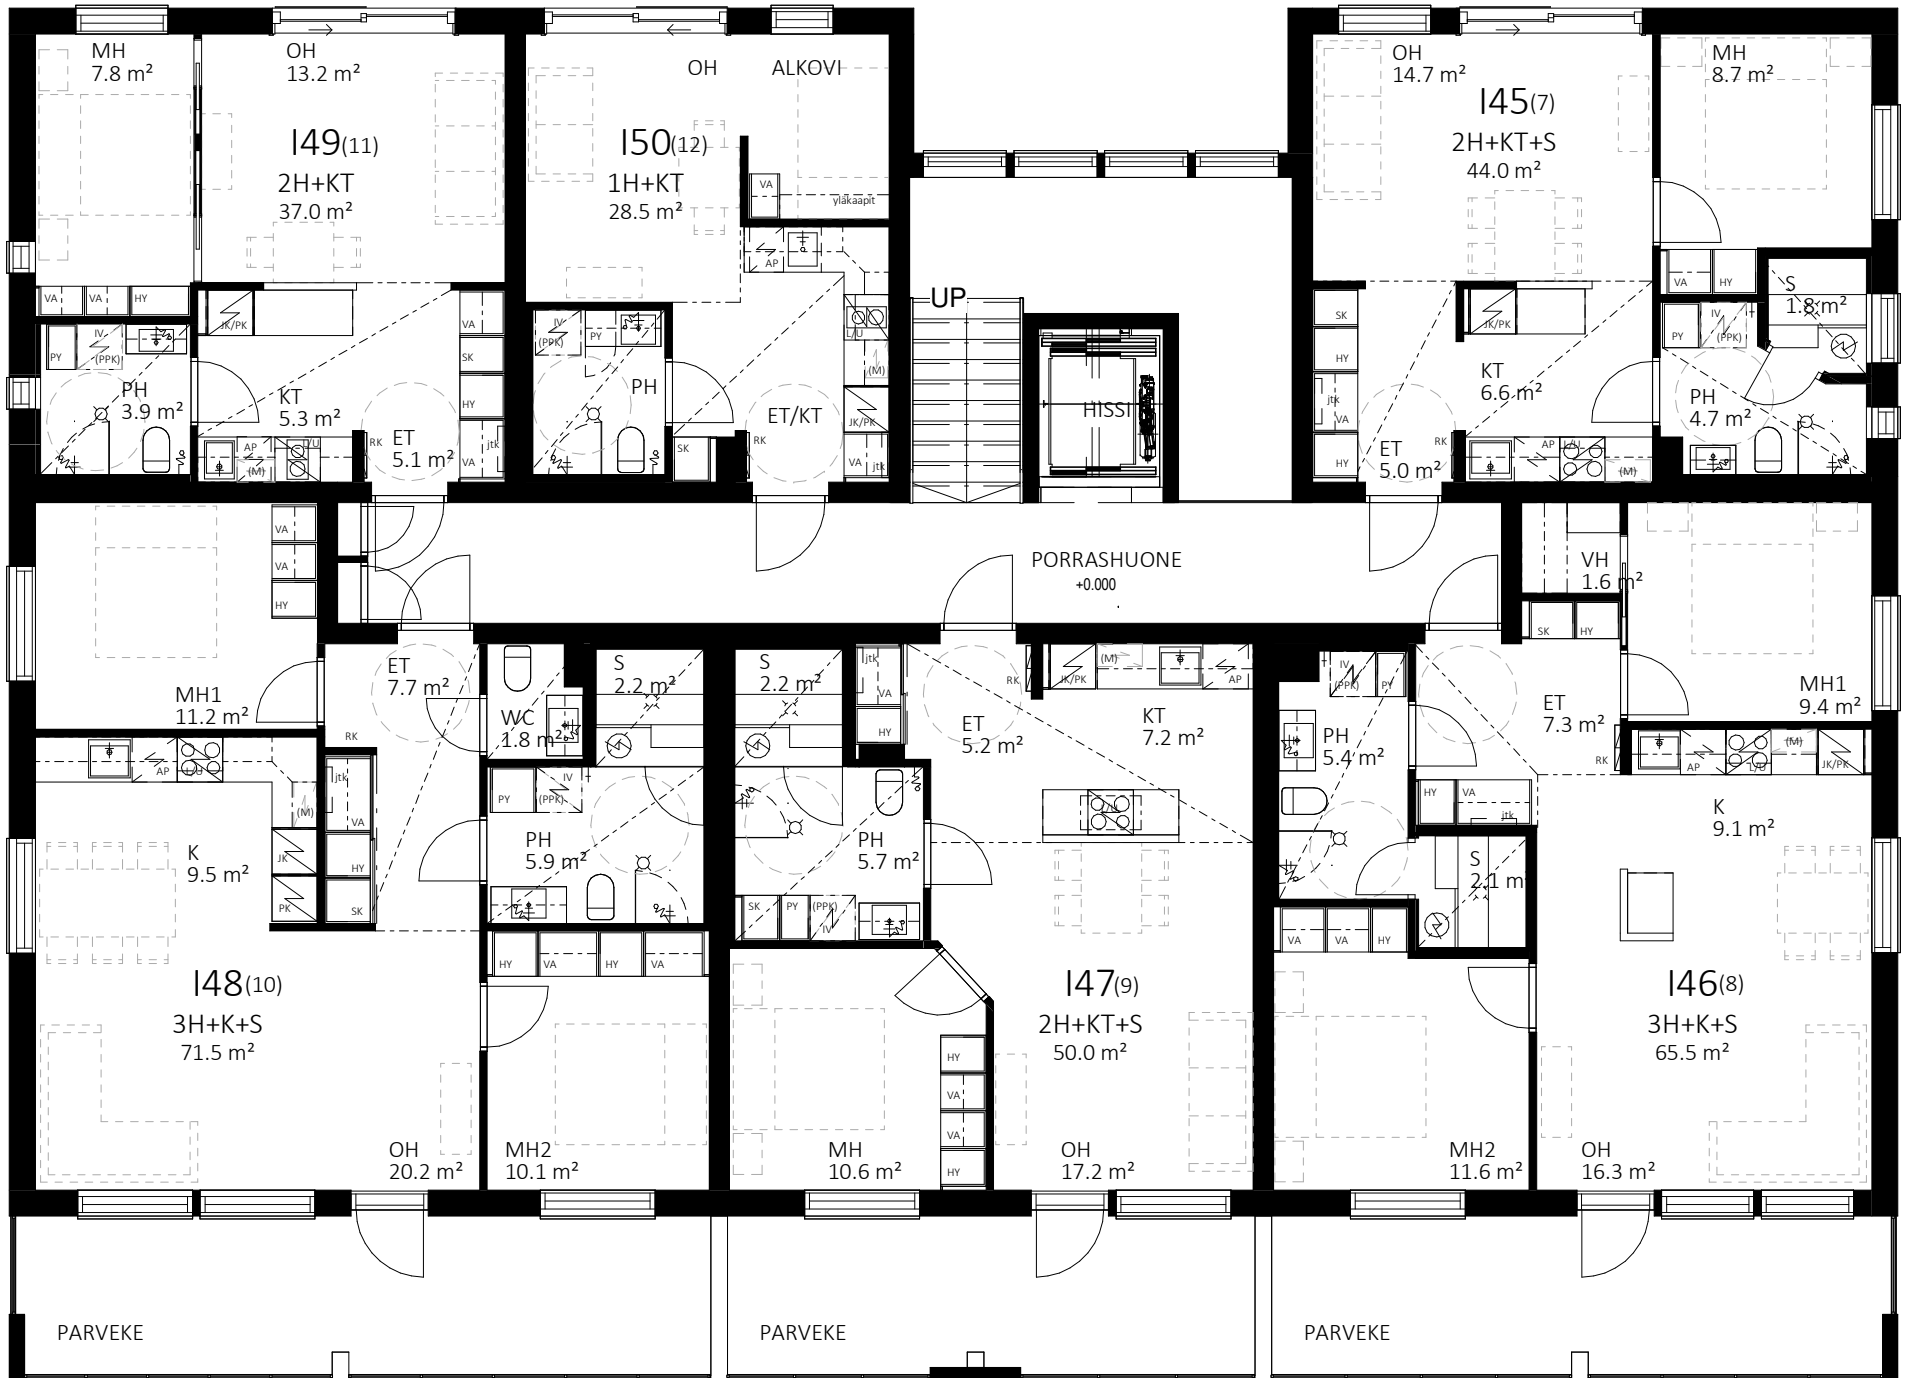 MH
7.8 m²
OH
13.2 m²
I49(11)
2H+KT
37.0 m²
VA
VA
HY
JK/PK
VA
SK
HY
jtk
VA
IV
PY
(PPK)
PH
3.9 m²
KT
5.3 m²
AP
(M)
L/U
RK
ET
5.1 m²
OH
ALKOVI
I50(12)
1H+KT
28.5 m²
VA
yläkaapit
AP
IV
(PPK)
PY
PH
L/U
(M)
ET/KT
RK
JK/PK
SK
VA
jtk
UP
HISSI
OH
14.7 m²
I45(7)
2H+KT+S
44.0 m²
MH
8.7 m²
VA
HY
S
1.8 m²
SK
HY
jtk
VA
HY
JK/PK
IV
PY
(PPK)
KT
6.6 m²
PH
4.7 m²
ET
5.0 m²
RK
AP
L/U
(M)
PORRASHUONE
+0.000
VA
VA
HY
MH1
11.2 m²
ET
7.7 m²
RK
WC
1.8 m²
S
2.2 m²
AP
L/U
(M)
K
9.5 m²
JK
PK
jtk
VA
HY
SK
PY
IV
(PPK)
PH
5.9 m²
I48(10)
3H+K+S
71.5 m²
HY
VA
HY
VA
OH
20.2 m²
MH2
10.1 m²
S
2.2 m²
jtk
VA
HY
RK
ET
5.2 m²
JK/PK
(M)
AP
KT
7.2 m²
L/U
PH
5.7 m²
SK
PY
(PPK)
IV
I47(9)
2H+KT+S
50.0 m²
HY
VA
VA
HY
MH
10.6 m²
OH
17.2 m²
VH
1.6 m²
SK
HY
MH1
9.4 m²
IV
(PPK)
PY
PH
5.4 m²
ET
7.3 m²
RK
AP
L/U
(M)
JK/PK
HY
VA
jtk
K
9.1 m²
S
2.1 m
VA
VA
HY
I46(8)
3H+K+S
65.5 m²
MH2
11.6 m²
OH
16.3 m²
PARVEKE
PARVEKE
PARVEKE